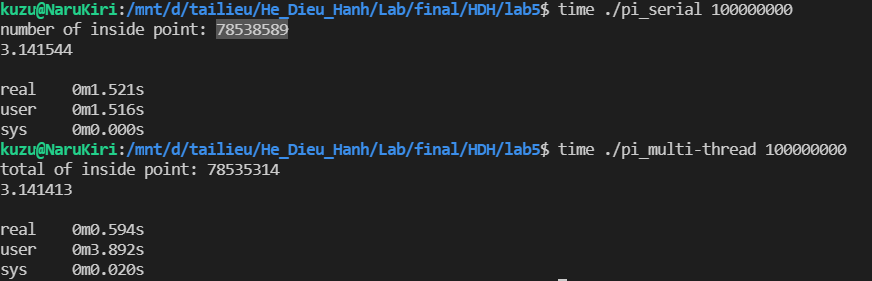 kuzu@NaruKiri:/mnt/d/tailieu/He_Dieu_Hanh/Lab/final/HDH/lab5$ time ./pi_serial 100000000
number of inside point: 78538589
3.141544
real 0m1.521s
user 0m1.516s
sys 0m0.000s
kuzu@NaruKiri:/mnt/d/tailieu/He_Dieu_Hanh/Lab/final/HDH/lab5$ time ./pi_multi-thread 100000000
total of inside point: 78535314
3.141413
real 0m0.594s
user 0m3.892s
sys 0m0.020s